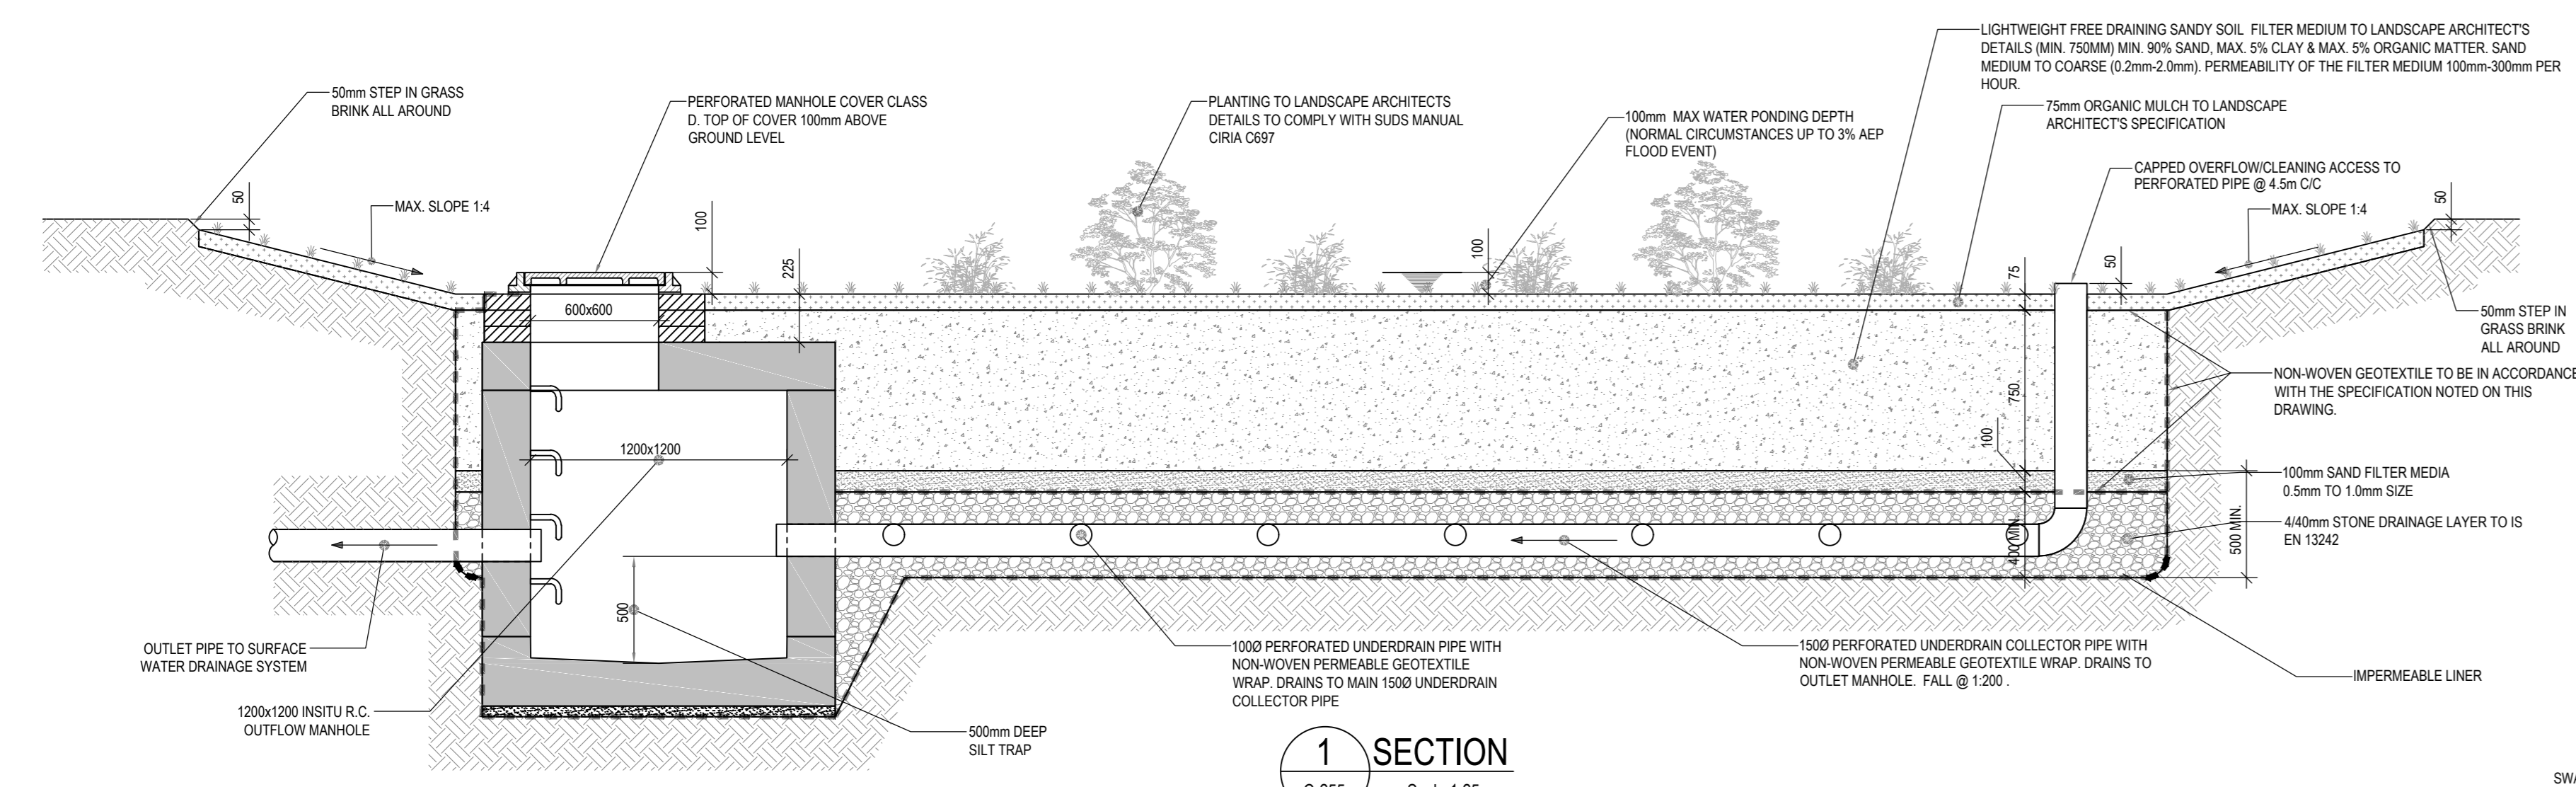 LIGHTWEIGHT FREE DRAINING SANDY SOIL FILTER MEDIUM TO LANDSCAPE ARCHITECT'S
DETAILS (MIN. 750MM) MIN. 90% SAND, MAX. 5% CLAY & MAX. 5% ORGANIC MATTER. SAND
MEDIUM TO COARSE (0.2mm-2.0mm). PERMEABILITY OF THE FILTER MEDIUM 100mm-300mm PER
HOUR.
50mm STEP IN GRASS
BRINK ALL AROUND
PERFORATED MANHOLE COVER CLASS
D. TOP OF COVER 100mm ABOVE
GROUND LEVEL
PLANTING TO LANDSCAPE ARCHITECTS
DETAILS TO COMPLY WITH SUDS MANUAL
CIRIA C697
100mm MAX WATER PONDING DEPTH
(NORMAL CIRCUMSTANCES UP TO 3% AEP
FLOOD EVENT)
75mm ORGANIC MULCH TO LANDSCAPE
ARCHITECT'S SPECIFICATION
CAPPED OVERFLOW/CLEANING ACCESS TO
PERFORATED PIPE @ 4.5m C/C
50
MAX. SLOPE 1:4
100
225
100
75
50
MAX. SLOPE 1:4
50
600x600
50mm STEP IN
GRASS BRINK
ALL AROUND
NON-WOVEN GEOTEXTILE TO BE IN ACCORDANCE
WITH THE SPECIFICATION NOTED ON THIS
DRAWING.
750
100
1200x1200
100mm SAND FILTER MEDIA
0.5mm TO 1.0mm SIZE
4/40mm STONE DRAINAGE LAYER TO IS
EN 13242
400 MIN.
500 MIN.
500
OUTLET PIPE TO SURFACE
WATER DRAINAGE SYSTEM
100Ø PERFORATED UNDERDRAIN PIPE WITH
NON-WOVEN PERMEABLE GEOTEXTILE
WRAP. DRAINS TO MAIN 150Ø UNDERDRAIN
COLLECTOR PIPE
150Ø PERFORATED UNDERDRAIN COLLECTOR PIPE WITH
NON-WOVEN PERMEABLE GEOTEXTILE WRAP. DRAINS TO
OUTLET MANHOLE. FALL @ 1:200 .
IMPERMEABLE LINER
1200x1200 INSITU R.C.
OUTFLOW MANHOLE
500mm DEEP
SILT TRAP
1 SECTION